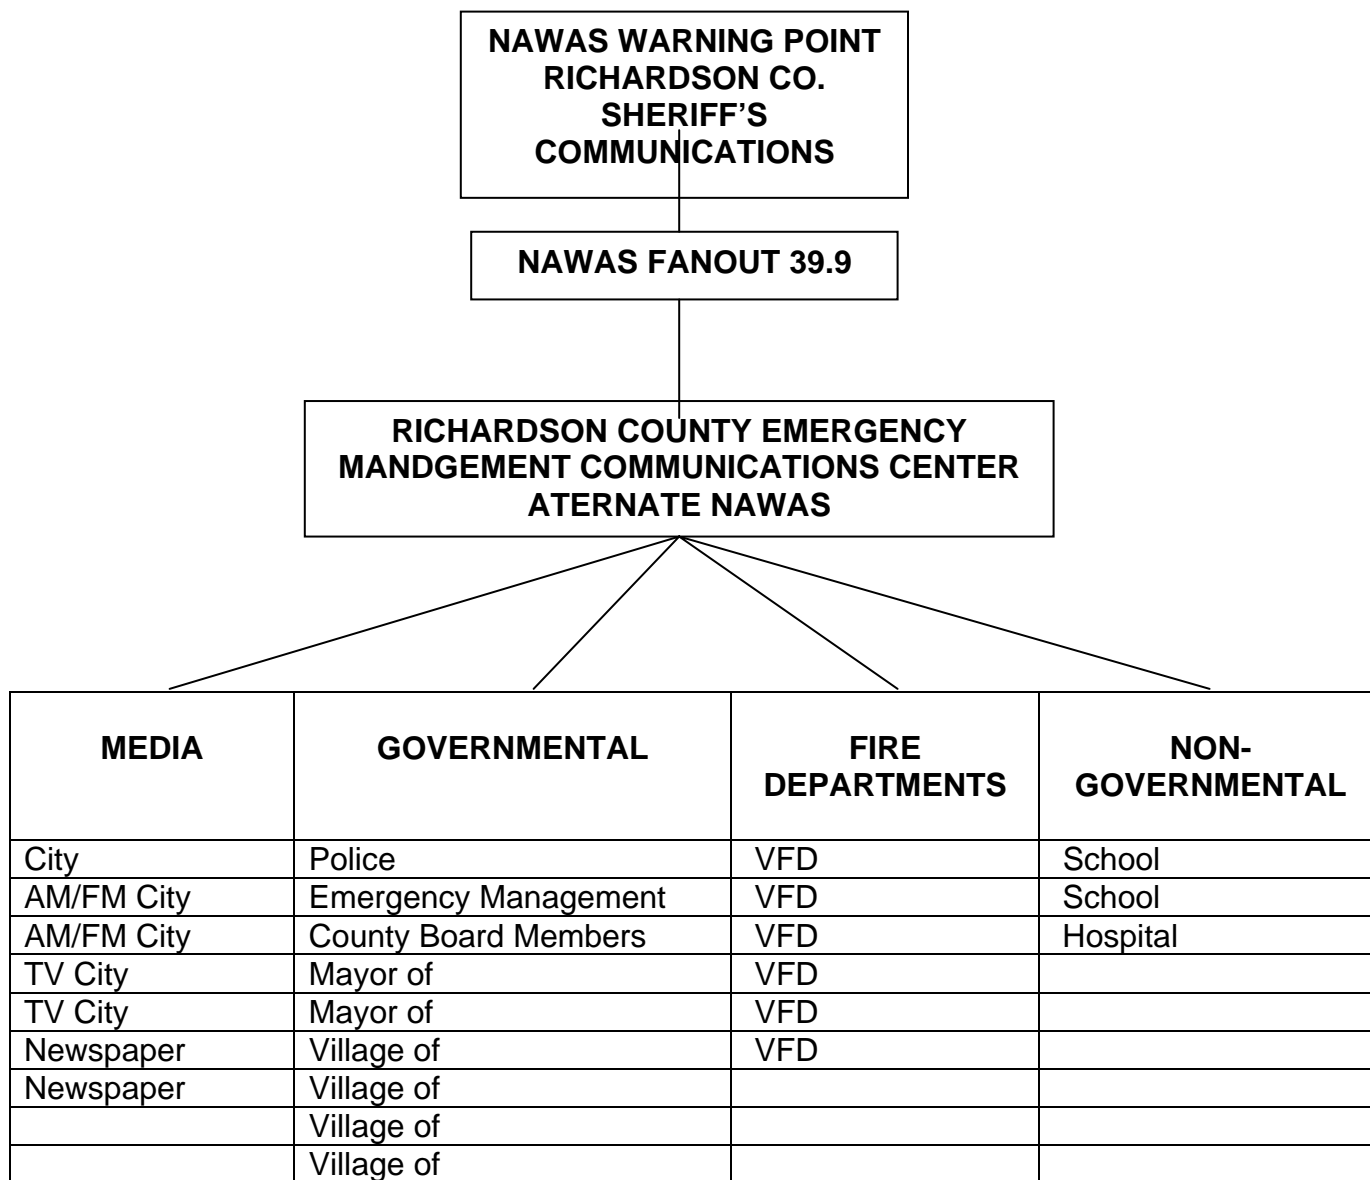 NAWAS WARNING POINT
RICHARDSON CO.
SHERIFF’S
COMMUNICATIONS
NAWAS FANOUT 39.9
RICHARDSON COUNTY EMERGENCY
MANDGEMENT COMMUNICATIONS CENTER
ATERNATE NAWAS
MEDIA GOVERNMENTAL FIRE DEPARTMENTS NON-GOVERNMENTAL
City Police VFD School
AM/FM City Emergency Management VFD School
AM/FM City County Board Members VFD Hospital
TV City Mayor of VFD
TV City Mayor of VFD
Newspaper Village of VFD
Newspaper Village of
Village of
Village of